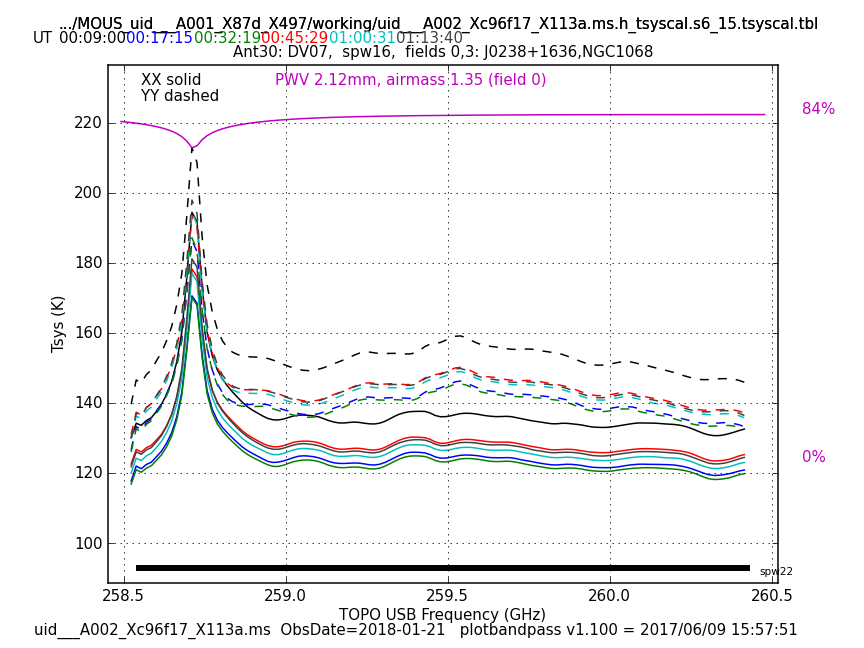 .../MOUS_uid___A001_X87d_X497/working/uid___A002_Xc96f17_X113a.ms.h_tsyscal.s6_15.tsyscal.tbl
UT 00:09:00 00:17:15 00:32:19 00:45:29 01:00:31 01:13:40
Ant30: DV07, spw16, fields 0,3: J0238+1636,NGC1068
XX solid
YY dashed
PWV 2.12mm, airmass 1.35 (field 0)
84%
0%
220
200
180
160
140
120
100
Tsys (K)
spw22
258.5 259.0 259.5 260.0 260.5
TOPO USB Frequency (GHz)
uid___A002_Xc96f17_X113a.ms ObsDate=2018-01-21 plotbandpass v1.100 = 2017/06/09 15:57:51